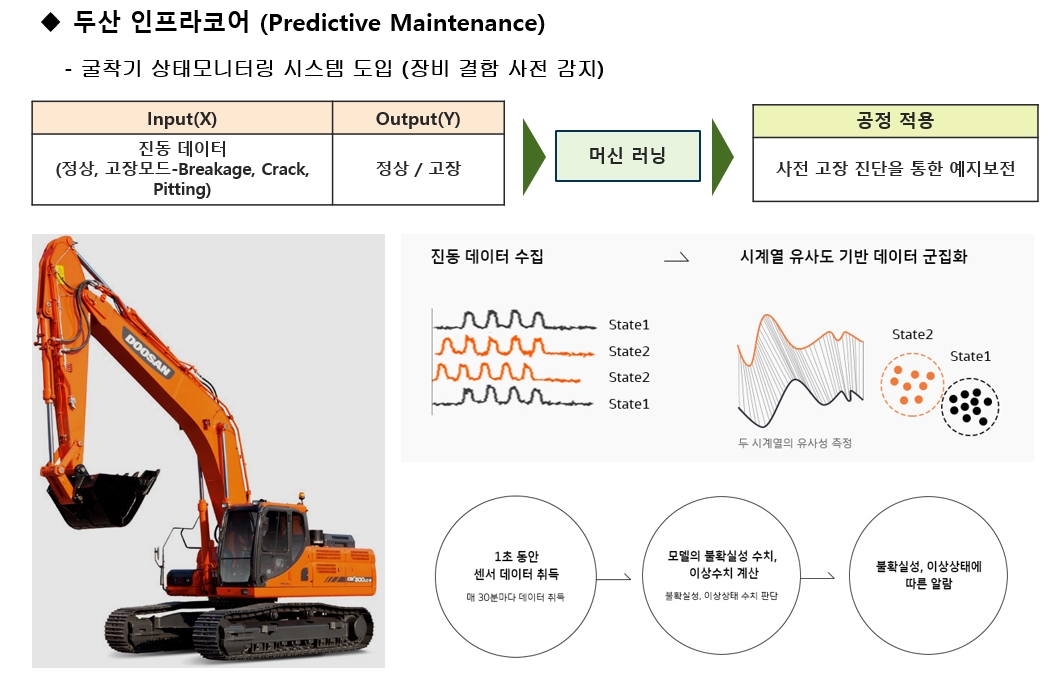 ◆ 두산 인프라코어 (Predictive Maintenance)
- 굴착기 상태모니터링 시스템 도입 (장비 결함 사전 감지)
Input(X)
Output(Y)
진동 데이터
(정상, 고장모드-Breakage, Crack,
Pitting)
정상 / 고장
머신 러닝
공정 적용
사전 고장 진단을 통한 예지보전
DOOSAN
진동 데이터 수집
시계열 유사도 기반 데이터 군집화
State1
State2
State2
State1
State2
State1
두 시계열의 유사성 측정
1초 동안
센서 데이터 취득
매 30분마다 데이터 취득
모델의 불확실성 수치,
이상수치 계산
불확실성, 이상상태 수치 판단
불확실성, 이상상태에
따른 알람